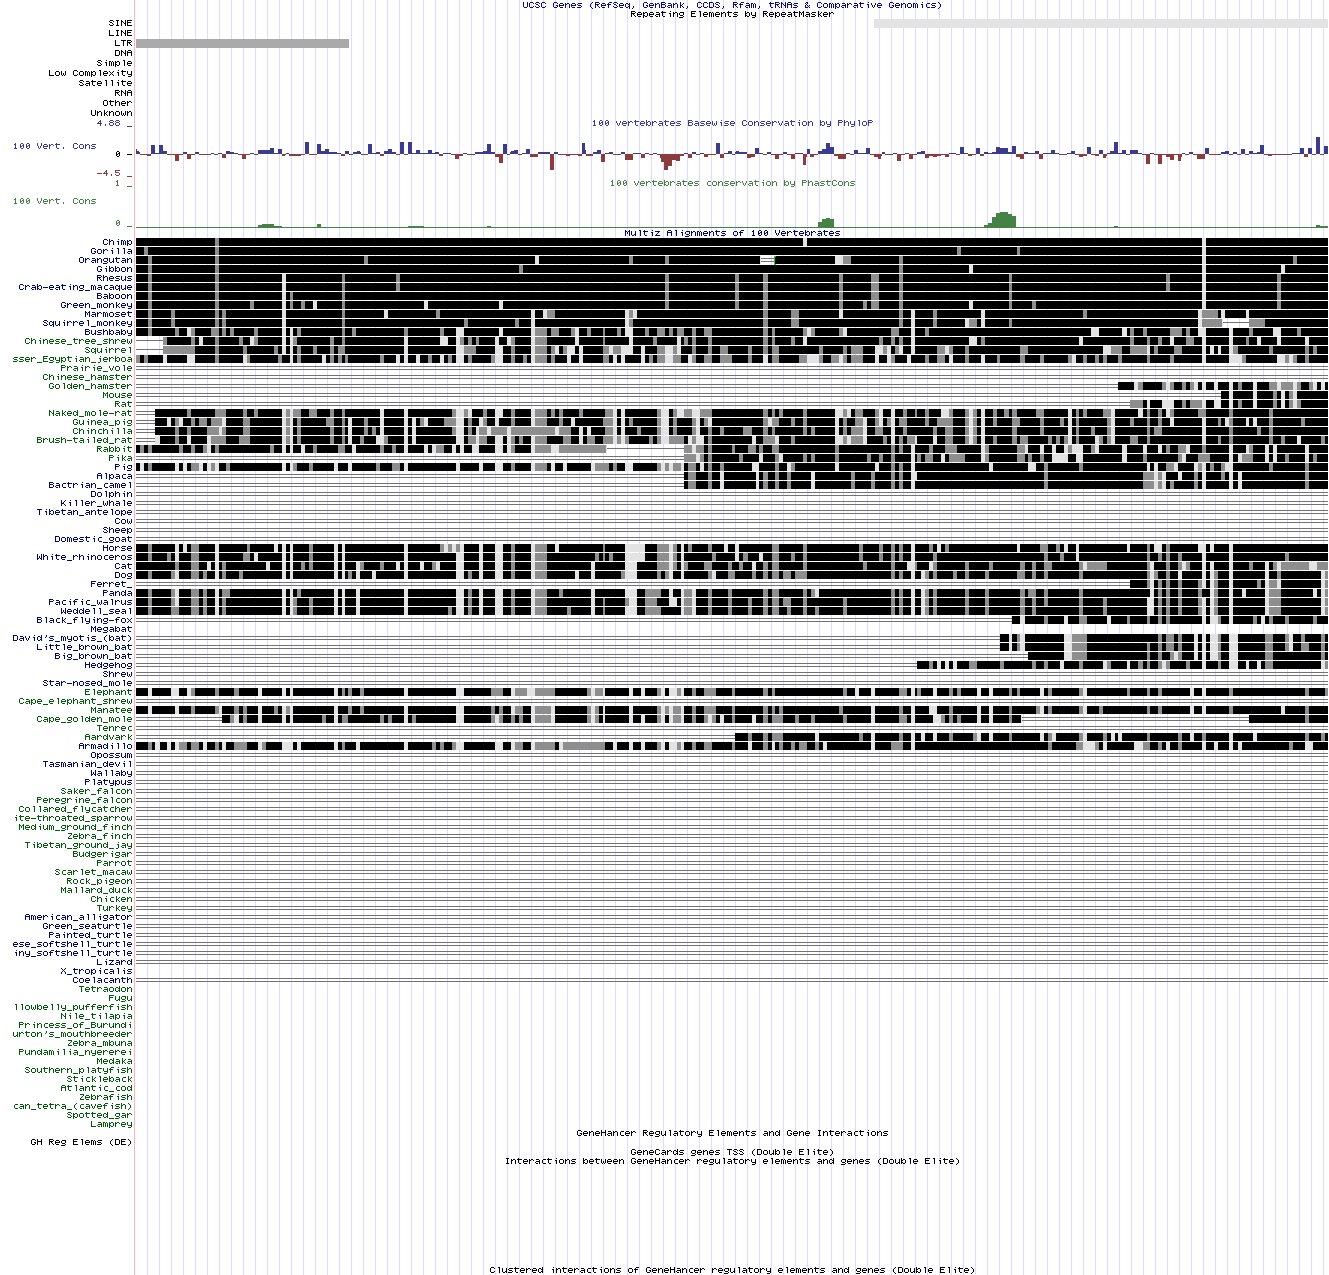 UCSC Genes (RefSeq, GenBank, CCDS, Rfam, tRNAs & Comparative Genomics)
Repeating Elements by RepeatMasker
SINE
LINE
LTR
DNA
Simple
Low Complexity
Satellite
RNA
Other
Unknown
4.88 _
100 vertebrates Basewise Conservation by PhyloP
100 Vert. Cons
0 _
-4.5 _
1 _
100 vertebrates conservation by PhastCons
100 Vert. Cons
0 _
Multiz Alignments of 100 Vertebrates
Chimp
Gorilla
Orangutan
Gibbon
Rhesus
Crab-eating_macaque
Baboon
Green_monkey
Marmoset
Squirrel_monkey
Bushbaby
Chinese_tree_shrew
Squirrel
sser_Egyptian_jerboa
Prairie_vole
Chinese_hamster
Golden_hamster
Mouse
Rat
Naked_mole-rat
Guinea_pig
Chinchilla
Brush-tailed_rat
Rabbit
Pika
Pig
Alpaca
Bactrian_camel
Dolphin
Killer_whale
Tibetan_antelope
Cow
Sheep
Domestic_goat
Horse
White_rhinoceros
Cat
Dog
Ferret_
Panda
Pacific_walrus
Weddell_seal
Black_flying-fox
Megabat
David's_myotis_(bat)
Little_brown_bat
Big_brown_bat
Hedgehog
Shrew
Star-nosed_mole
Elephant
Cape_elephant_shrew
Manatee
Cape_golden_mole
Tenrec
Aardvark
Armadillo
Opossum
Tasmanian_devil
Wallaby
Platypus
Saker_falcon
Peregrine_falcon
Collared_flycatcher
ite-throated_sparrow
Medium_ground_finch
Zebra_finch
Tibetan_ground_jay
Budgerigar
Parrot
Scarlet_macaw
Rock_pigeon
Mallard_duck
Chicken
Turkey
American_alligator
Green_seaturtle
Painted_turtle
ese_softshell_turtle
iny_softshell_turtle
Lizard
X_tropicalis
Coelacanth
Tetraodon
Fugu
llowbelly_pufferfish
Nile_tilapia
Princess_of_Burundi
urton's_mouthbreeder
Zebra_mbuna
Pundamilia_nyererei
Medaka
Southern_platyfish
Stickleback
Atlantic_cod
Zebrafish
can_tetra_(cavefish)
Spotted_gar
Lamprey
GeneHancer Regulatory Elements and Gene Interactions
GH Reg Elems (DE)
GeneCards genes TSS (Double Elite)
Interactions between GeneHancer regulatory elements and genes (Double Elite)
Clustered interactions of GeneHancer regulatory elements and genes (Double Elite)